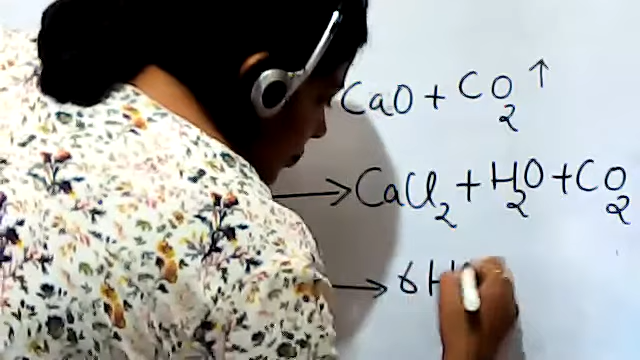 CaO + CO₂ ↑
→ CaCl₂ + H₂O + CO₂
→ 6H